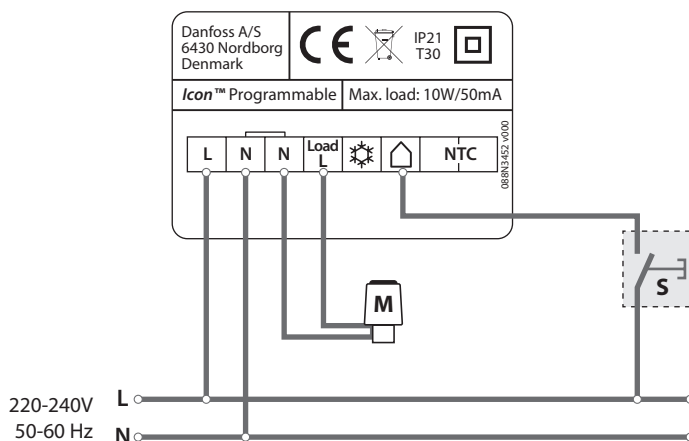 Danfoss A/S
6430 Nordborg
Denmark
CE
IP21
T30
Icon™ Programmable
Max. load: 10W/50mA
L N N Load L NTC
088N3452 v000
M
S
220-240V
50-60 Hz
L
N